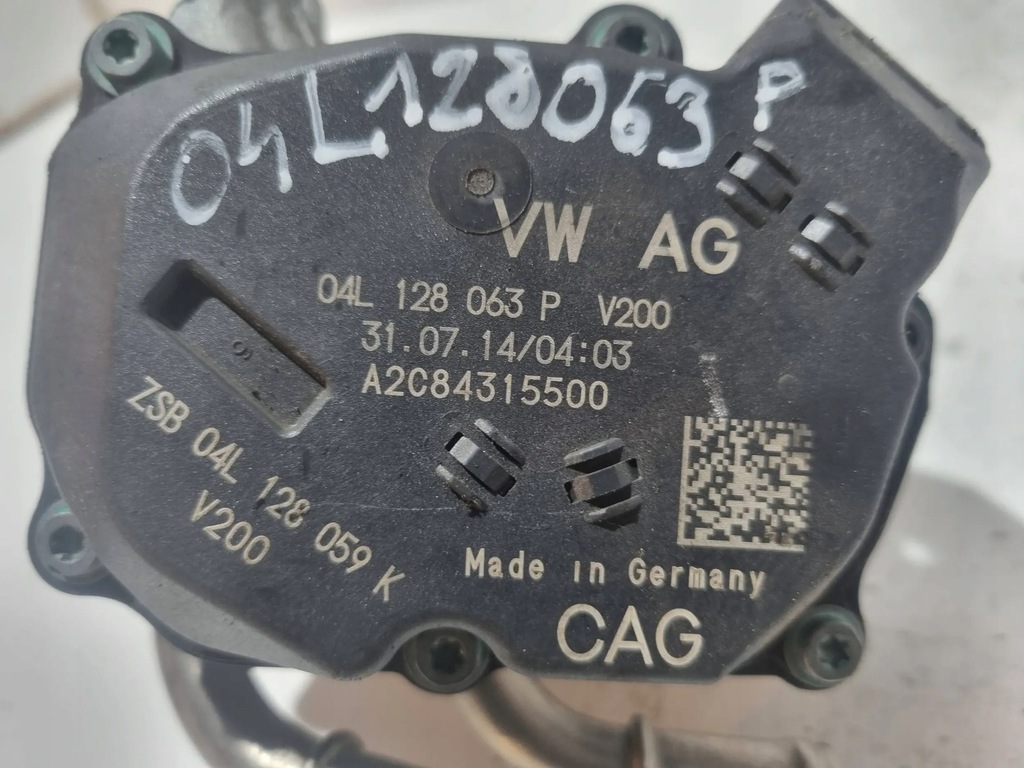 04L128063 P
VW AG
04L 128 063 P V200
31.07.14/04:03
A2C84315500
ZSB 04L 128 059 K
V200
Made in Germany
CAG